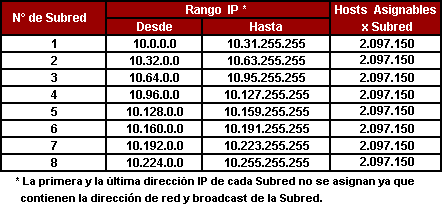 N° de Subred Rango IP * Hosts Asignables x Subred
Desde Hasta
1 10.0.0.0 10.31.255.255 2.097.150
2 10.32.0.0 10.63.255.255 2.097.150
3 10.64.0.0 10.95.255.255 2.097.150
4 10.96.0.0 10.127.255.255 2.097.150
5 10.128.0.0 10.159.255.255 2.097.150
6 10.160.0.0 10.191.255.255 2.097.150
7 10.192.0.0 10.223.255.255 2.097.150
8 10.224.0.0 10.255.255.255 2.097.150
* La primera y la última dirección IP de cada Subred no se asignan ya que
contienen la dirección de red y broadcast de la Subred.